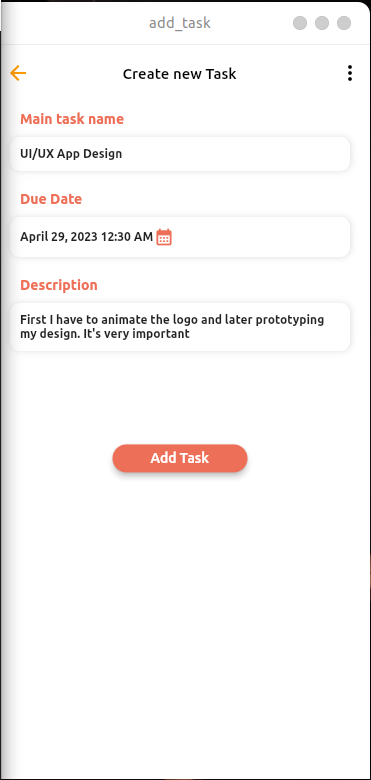 add_task
Create new Task
Main task name
UI/UX App Design
Due Date
April 29, 2023 12:30 AM
Description
First I have to animate the logo and later prototyping
my design. It's very important
Add Task